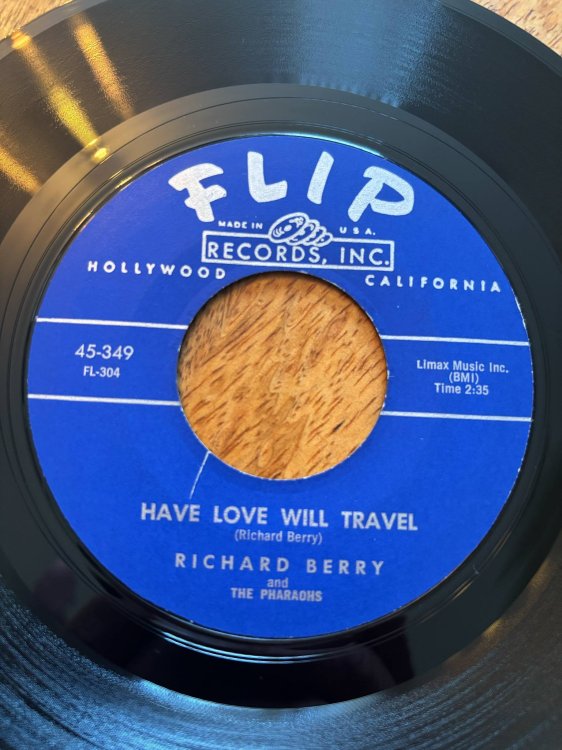 FLIP
MADE IN U.S.A.
RECORDS, INC.
HOLLYWOOD CALIFORNIA
45-349
FL-304
Limax Music Inc.
(BMI)
Time 2:35
HAVE LOVE WILL TRAVEL
(Richard Berry)
RICHARD BERRY
and
THE PHARAOHS